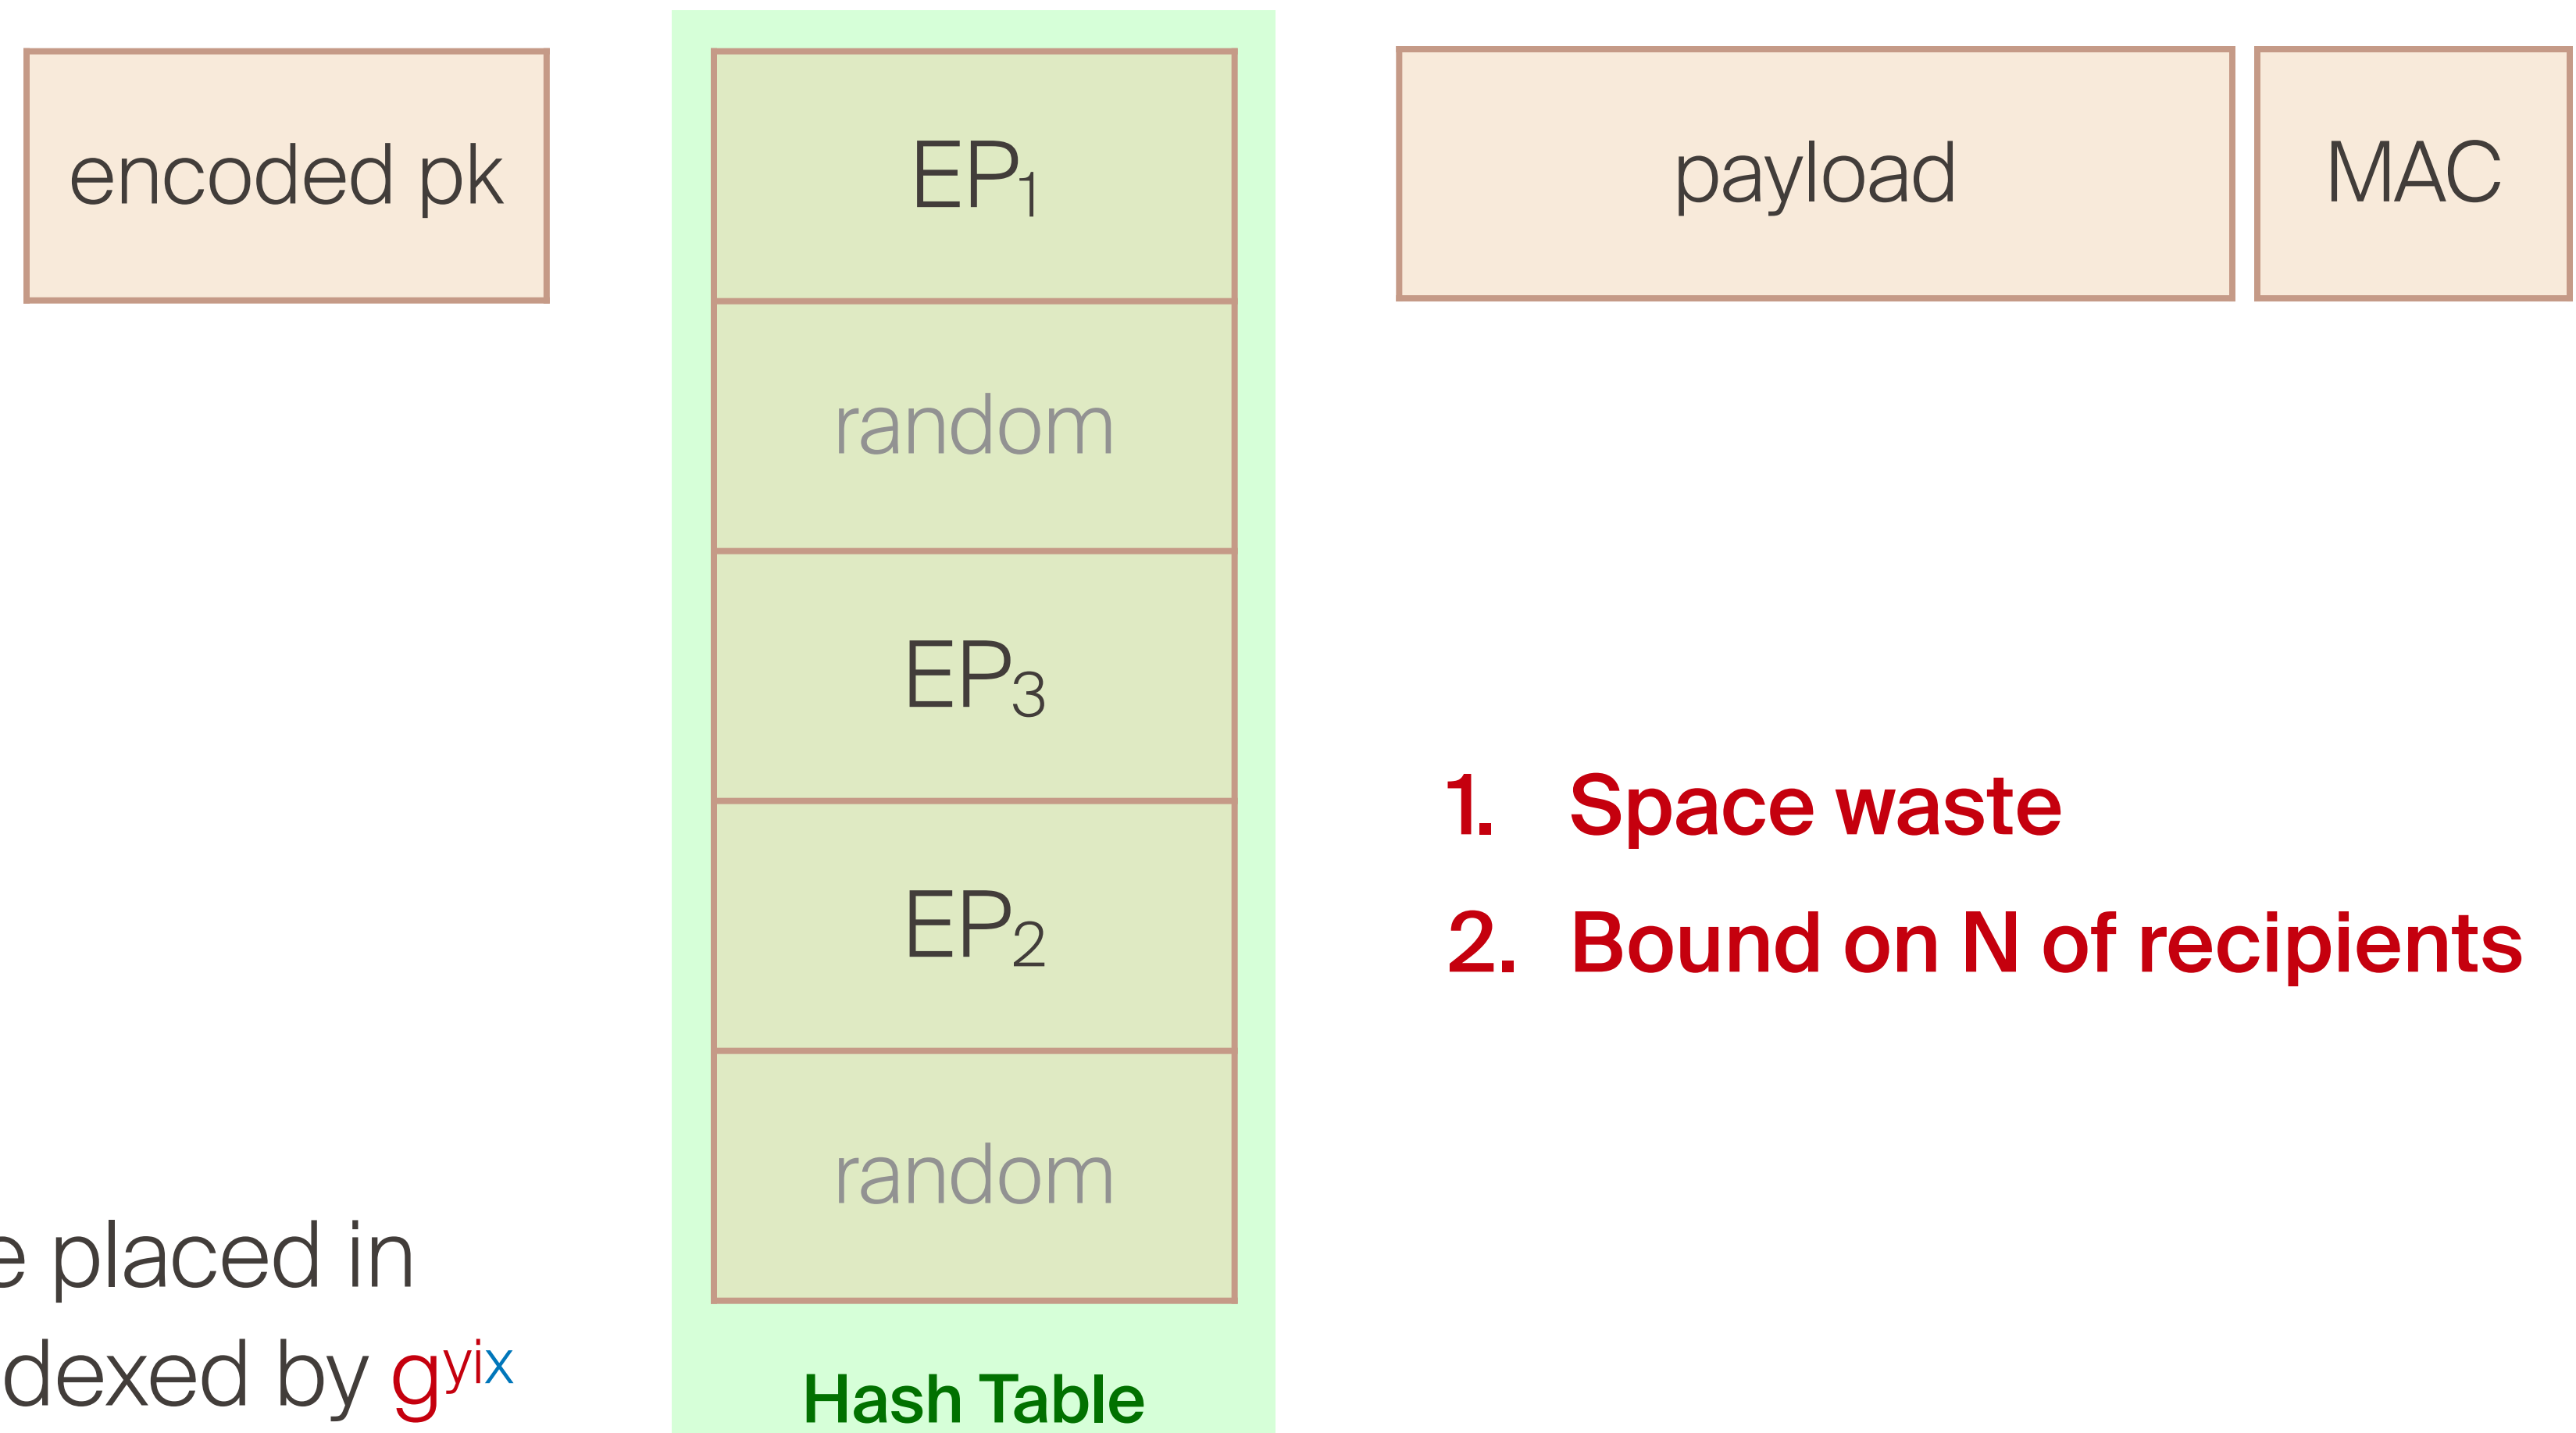 encoded pk
EP₁
payload
MAC
random
EP₃
1. Space waste
EP₂
2. Bound on N of recipients
random
placed in
by gʸⁱˣ
Hash Table